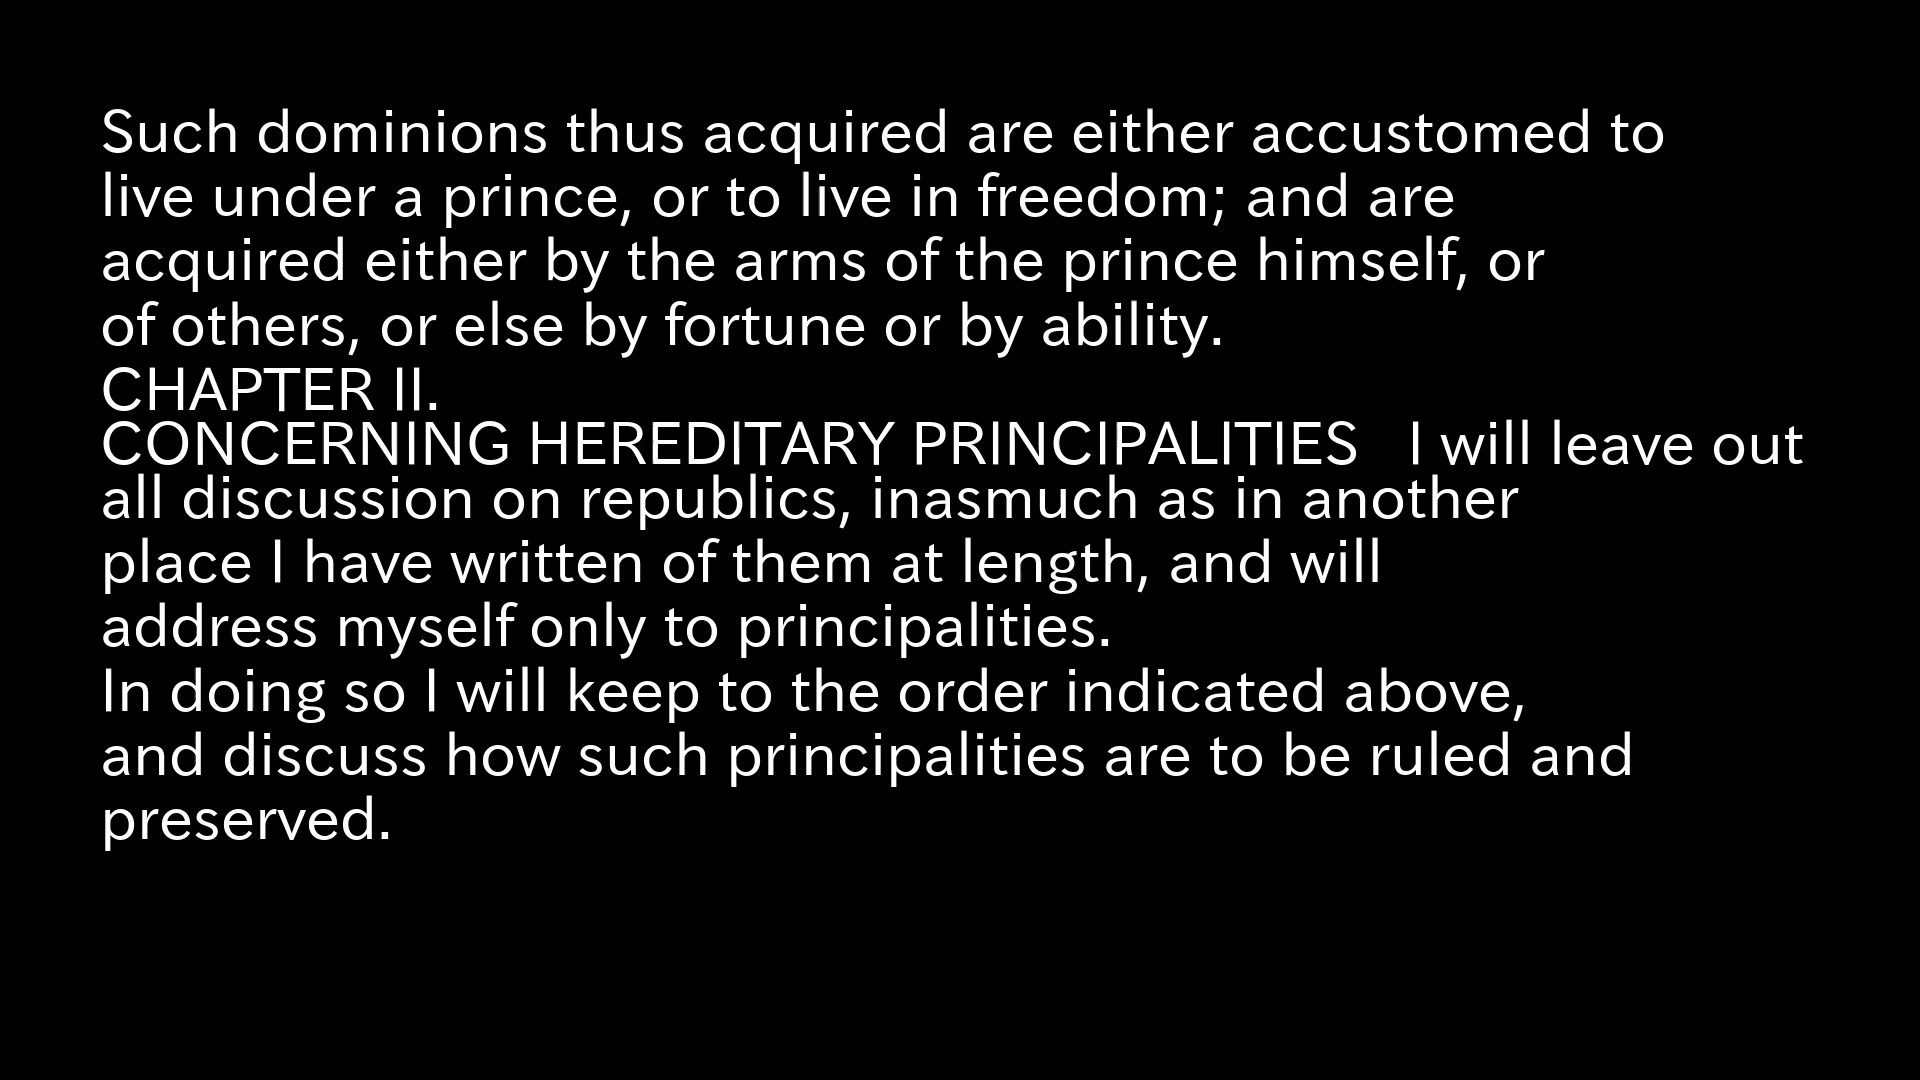 Such dominions thus acquired are either accustomed to
live under a prince, or to live in freedom; and are
acquired either by the arms of the prince himself, or
of others, or else by fortune or by ability.
CHAPTER II.
CONCERNING HEREDITARY PRINCIPALITIES   I will leave out
all discussion on republics, inasmuch as in another
place I have written of them at length, and will
address myself only to principalities.
In doing so I will keep to the order indicated above,
and discuss how such principalities are to be ruled and
preserved.